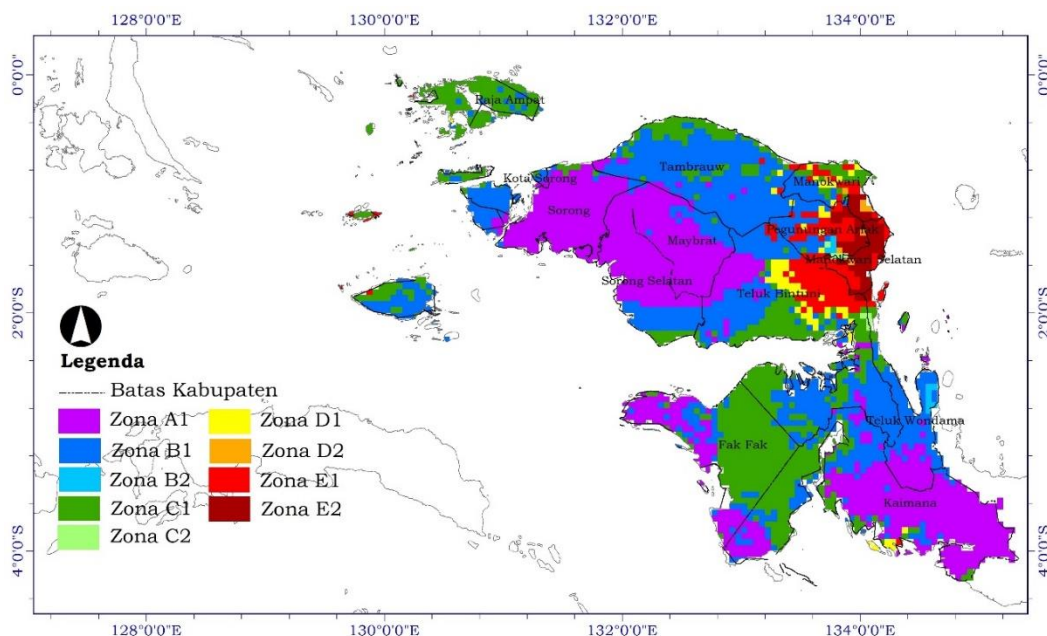 128°0'0"E 130°0'0"E 132°0'0"E 134°0'0"E
0°0'0" 0°0'0"
Raja Ampat
Tambrauw
Kota Sorong Manokwari
Sorong
Pegunungan Arfak
Maybrat
Manokwari Selatan
Sorong Selatan
Teluk Bintuni
2°0'0"S 2°0'0"S
Legenda
Batas Kabupaten
Zona A1 Zona D1
Zona B1 Zona D2
Zona B2 Zona E1
Zona C1 Zona E2
Zona C2
Teluk Wondama
Fak Fak
Kaimana
4°0'0"S 4°0'0"S
128°0'0"E 130°0'0"E 132°0'0"E 134°0'0"E